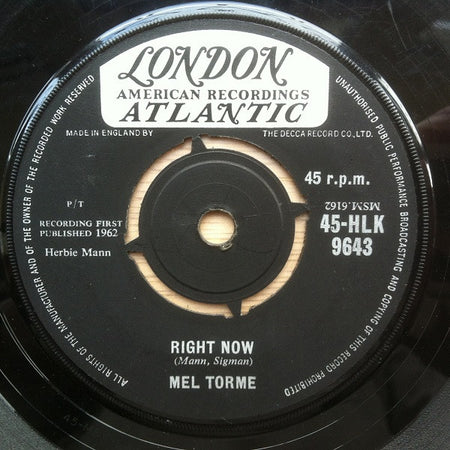 LONDON
AMERICAN RECORDINGS
ATLANTIC
MADE IN ENGLAND BY THE DECCA RECORD CO., LTD.
45 r.p.m.
P/T
MSM.6162
RECORDING FIRST
PUBLISHED 1962
45-HLK
9643
Herbie Mann
RIGHT NOW
(Mann, Sigman)
MEL TORME
ALL RIGHTS OF THE MANUFACTURER AND OF THE OWNER OF THE RECORDED WORK RESERVED
UNAUTHORISED PUBLIC PERFORMANCE BROADCASTING AND COPYING OF THIS RECORD PROHIBITED